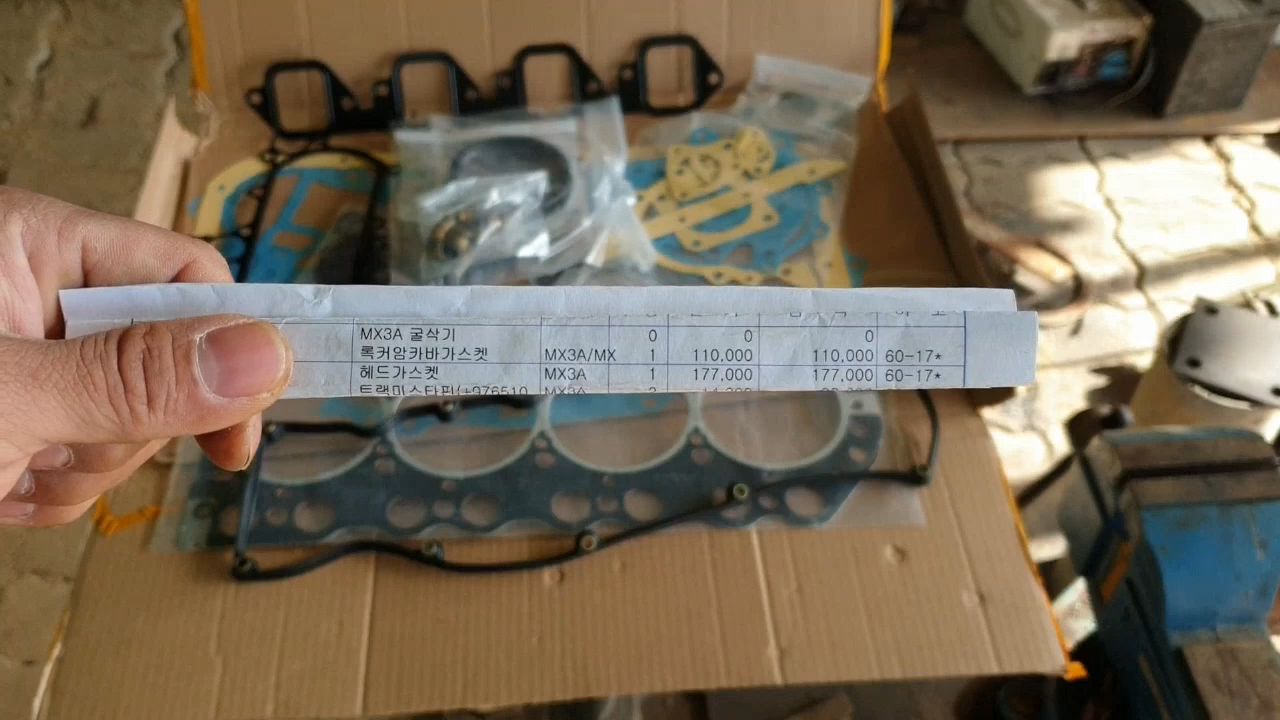 MX3A 굴삭기 0 0 0
록커암카바가스켓 MX3A/MX 1 110,000 110,000 60-17*
헤드가스켓 MX3A 1 177,000 177,000 60-17*